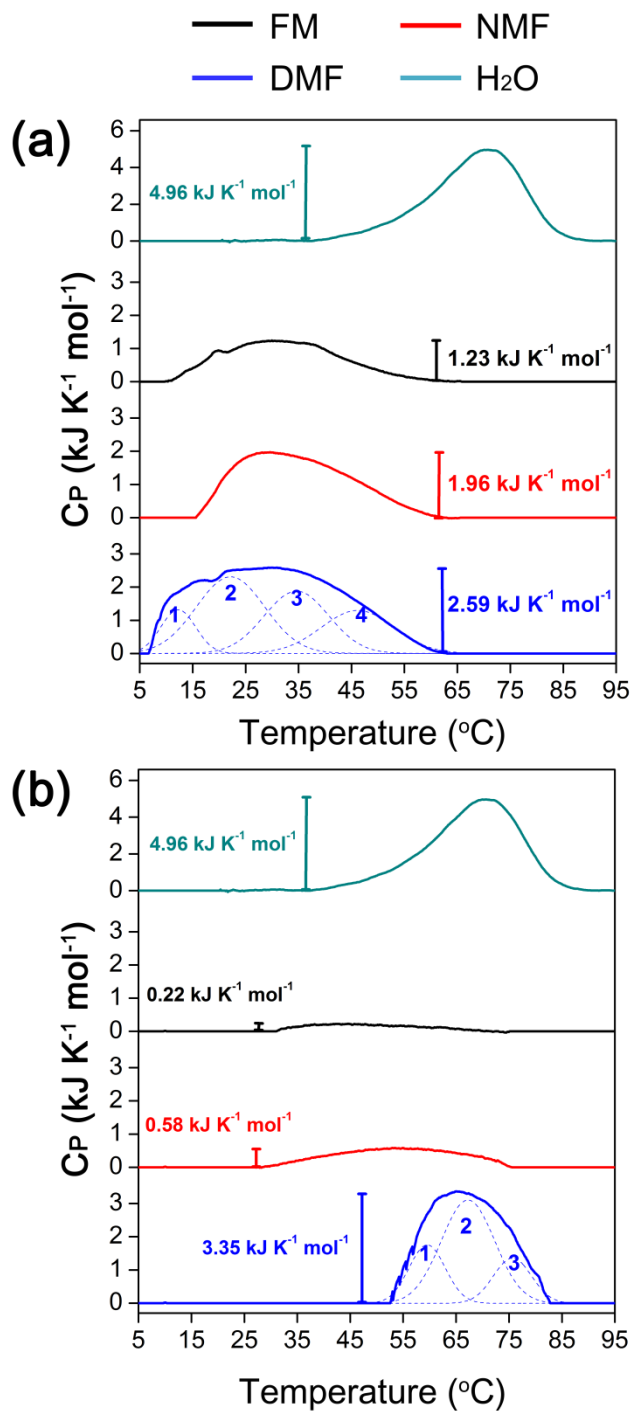 FM NMF
DMF H₂O
(a)
6
4
2
0
4.96 kJ K⁻¹ mol⁻¹
3
2
1
0
1.23 kJ K⁻¹ mol⁻¹
3
2
1
0
1.96 kJ K⁻¹ mol⁻¹
3
2
1
0
1 2 3 4
2.59 kJ K⁻¹ mol⁻¹
CP (kJ K⁻¹ mol⁻¹)
5 15 25 35 45 55 65 75 85 95
Temperature (°C)
(b)
6
4
2
0
4.96 kJ K⁻¹ mol⁻¹
3
2
1
0
0.22 kJ K⁻¹ mol⁻¹
3
2
1
0
0.58 kJ K⁻¹ mol⁻¹
3
2
1
0
3.35 kJ K⁻¹ mol⁻¹
1 2 3
CP (kJ K⁻¹ mol⁻¹)
5 15 25 35 45 55 65 75 85 95
Temperature (°C)